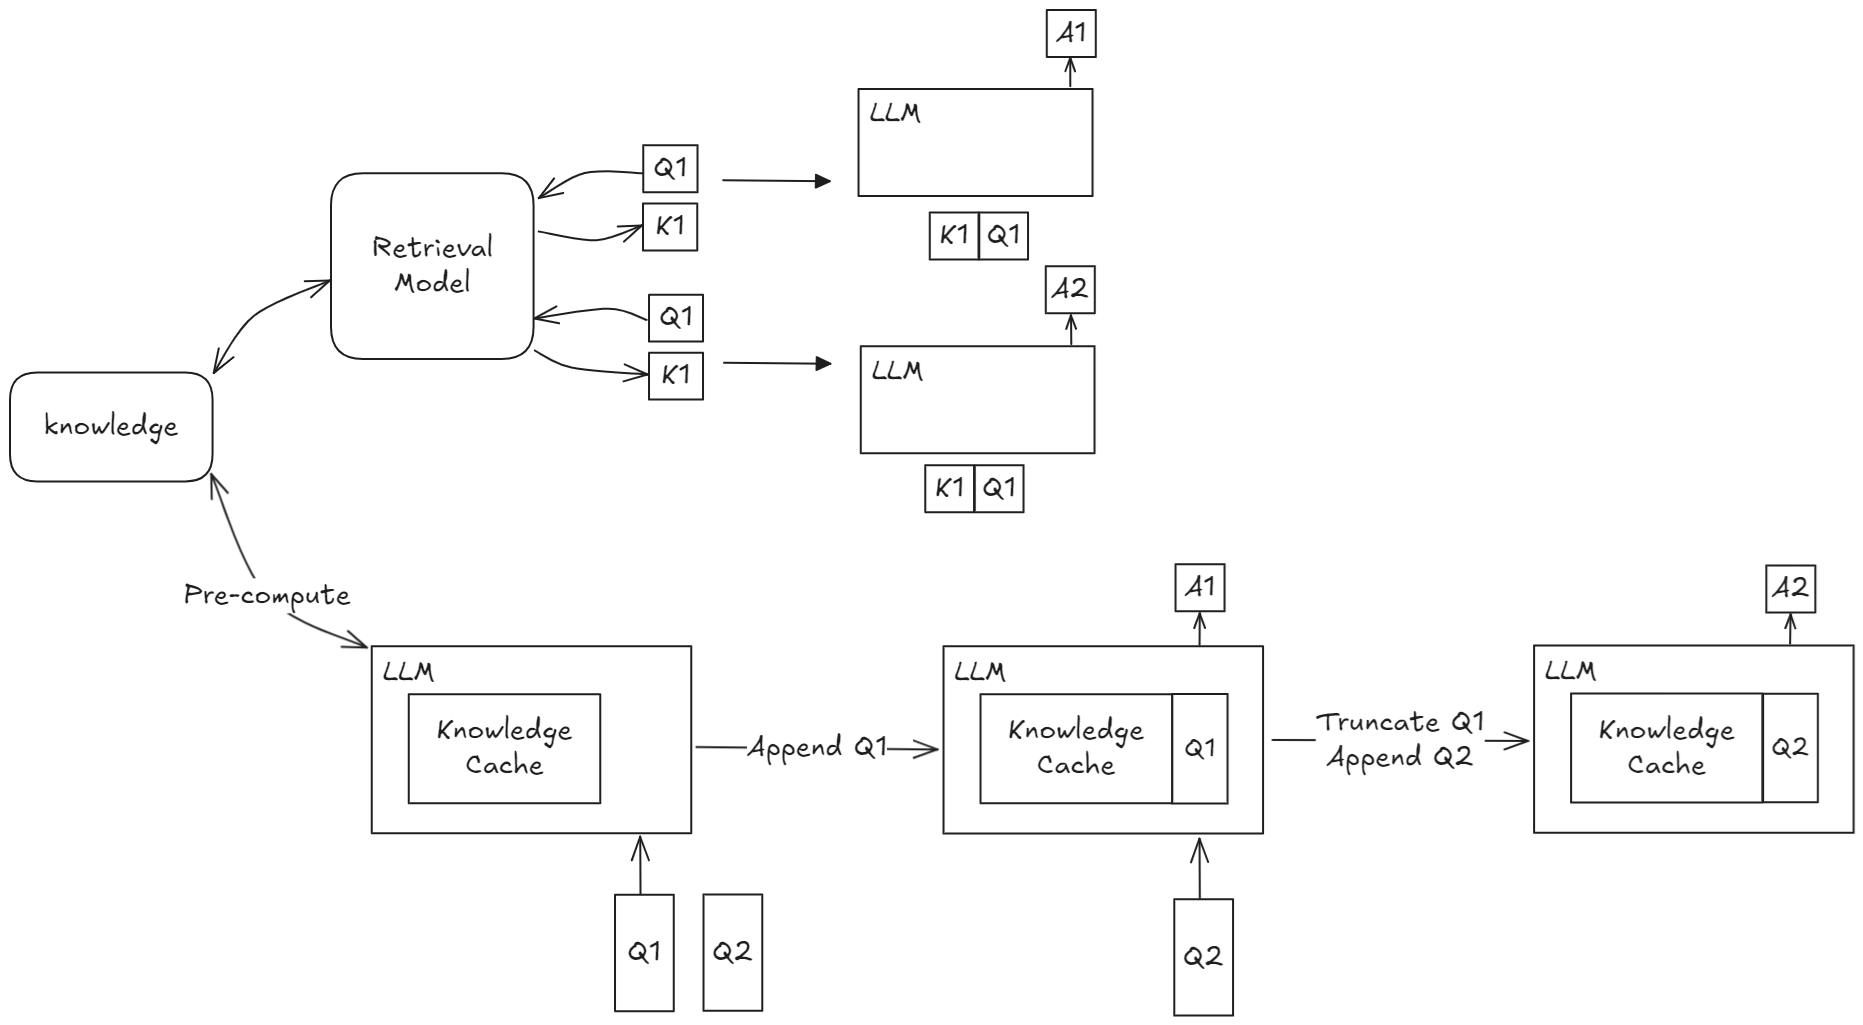 A1
LLM
Q1
K1
K1 Q1
Retrieval
Model
A2
Q1
K1
LLM
K1 Q1
knowledge
Pre-compute
LLM
Knowledge
Cache
Q1
Q2
Append Q1
A1
LLM
Knowledge
Cache
Q1
Q2
Truncate Q1
Append Q2
A2
LLM
Knowledge
Cache
Q2